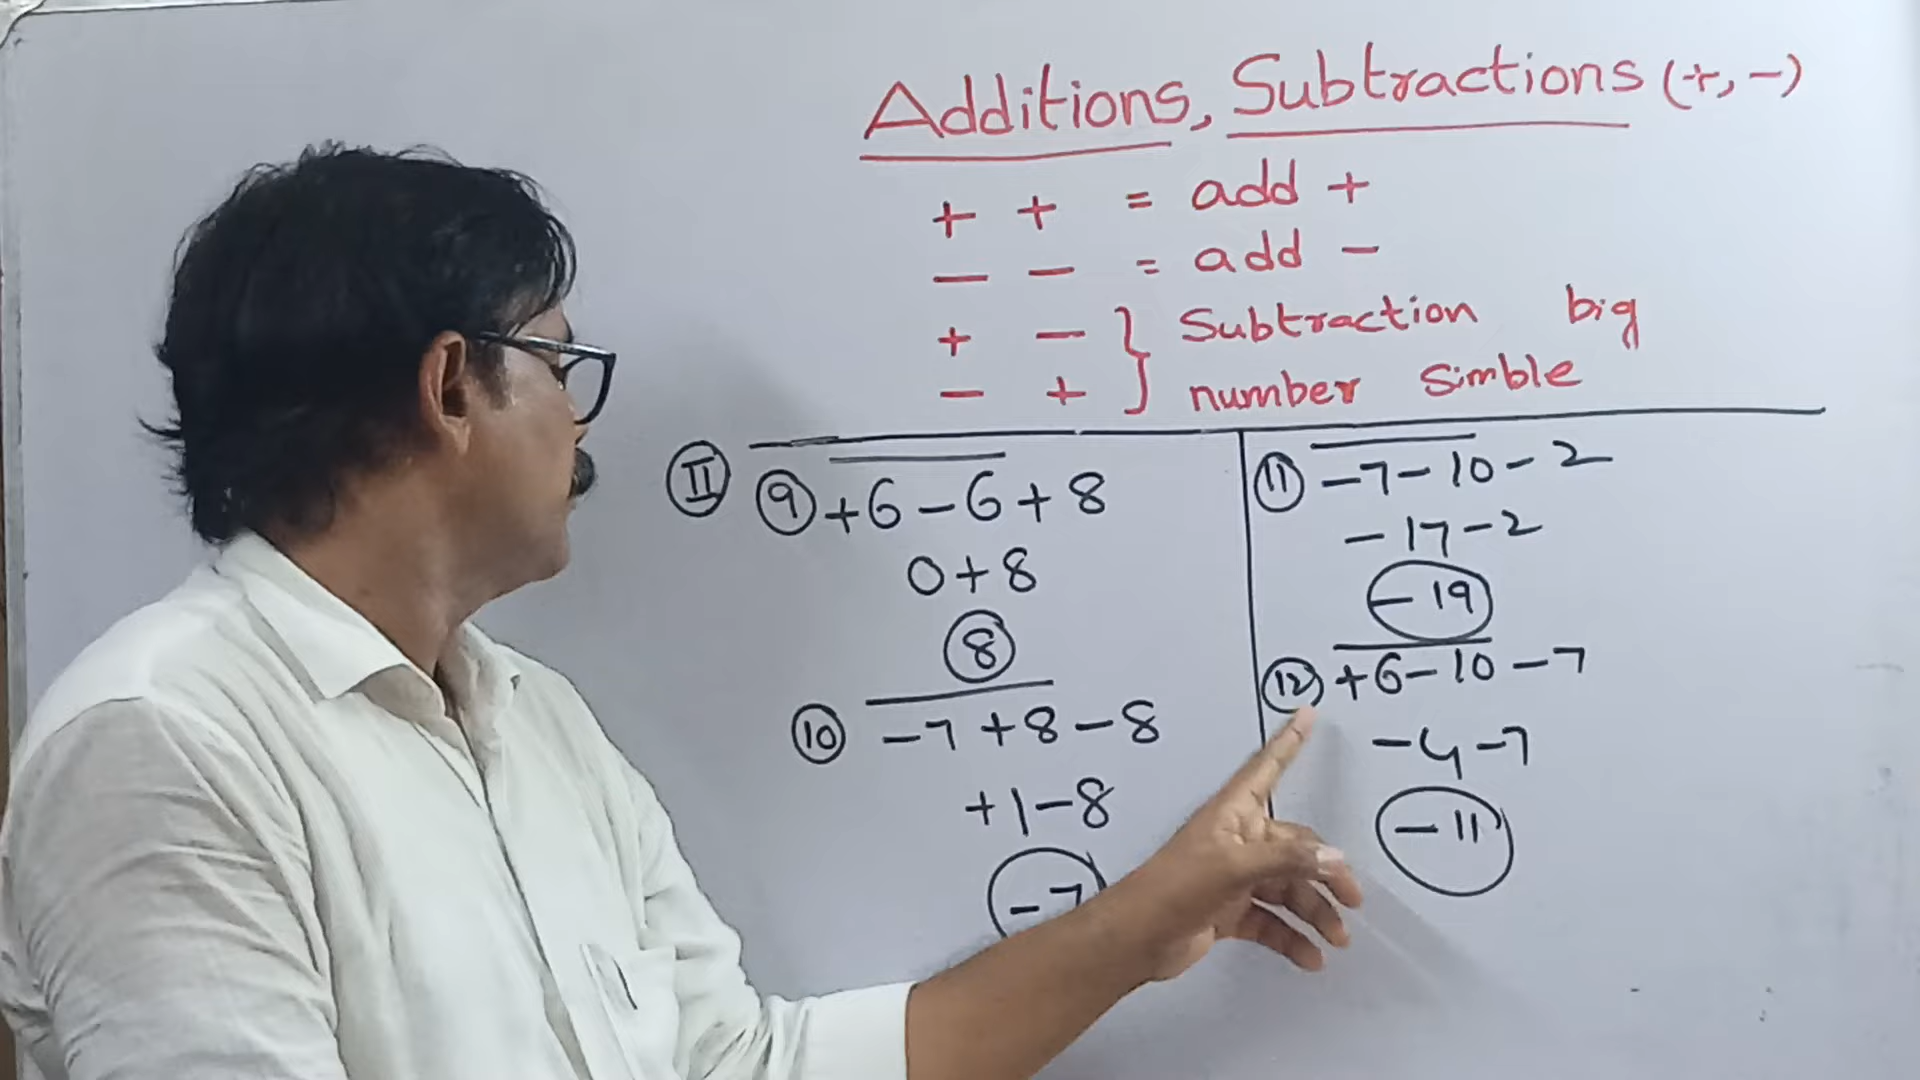 Additions, Subtractions (+, -)
+ + = add +
- - = add -
+ - } Subtraction big
- + } number simble
II 9 +6-6+8
0+8
8
10 -7+8-8
+1-8
-7
11 -7-10-2
-17-2
-19
12 +6-10-7
-4-7
-11